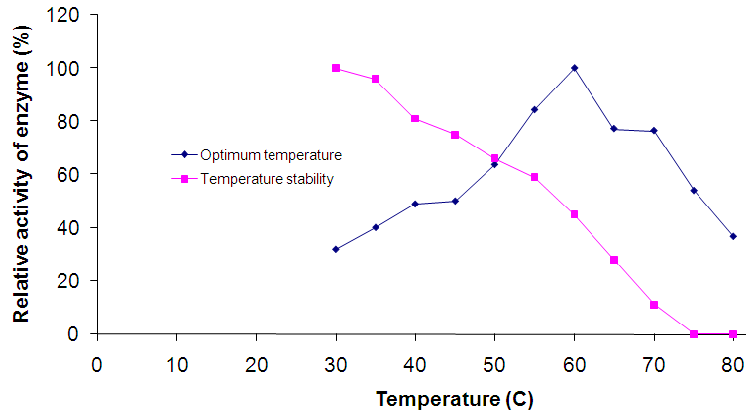 Relative activity of enzyme (%)
120
100
80
60
40
20
0
Optimum temperature
Temperature stability
0 10 20 30 40 50 60 70 80
Temperature (C)